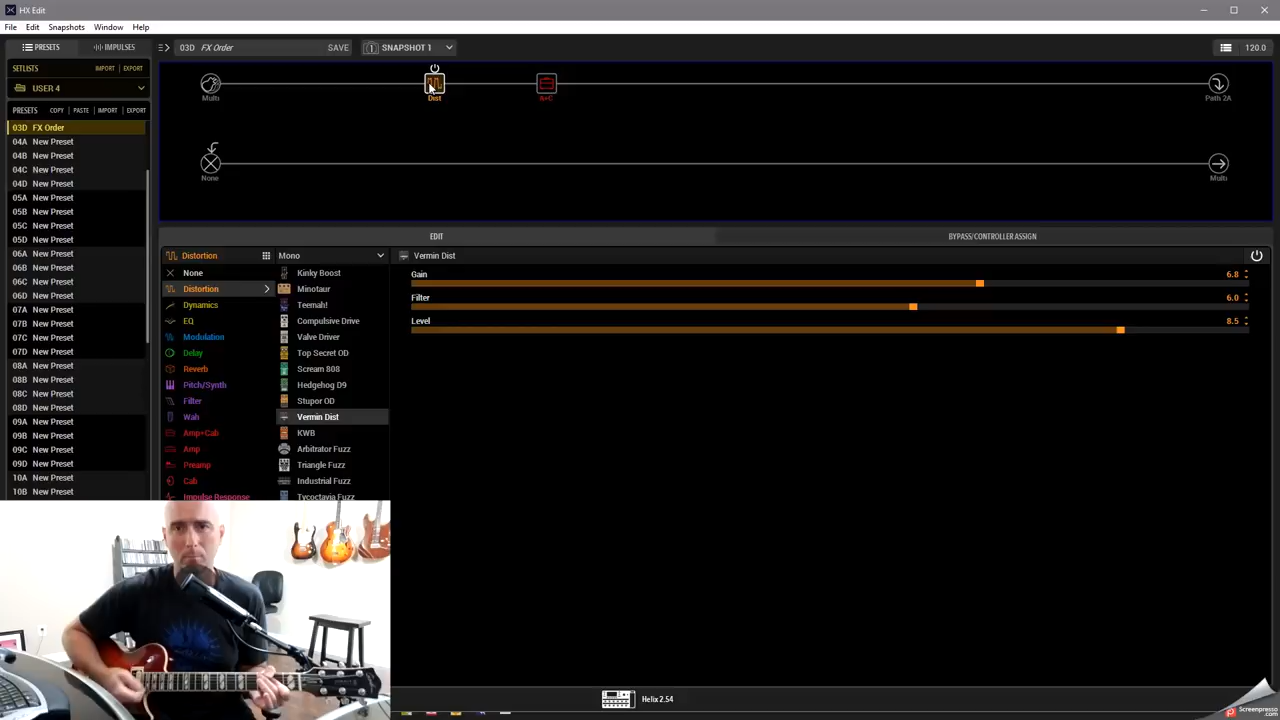 HX Edit
File Edit Snapshots Window Help
PRESETS IMPULSES
03D FX Order SAVE 1 SNAPSHOT 1 120.0
SETLISTS IMPORT EXPORT
USER 4
PRESETS COPY PASTE IMPORT EXPORT
03D FX Order
04A New Preset
04B New Preset
04C New Preset
04D New Preset
05A New Preset
05B New Preset
05C New Preset
05D New Preset
06A New Preset
06B New Preset
06C New Preset
06D New Preset
07A New Preset
07B New Preset
07C New Preset
07D New Preset
08A New Preset
08B New Preset
08C New Preset
08D New Preset
09A New Preset
09B New Preset
09C New Preset
09D New Preset
10A New Preset
10B New Preset
Multi Dist A+C Path 2A
None Multi
EDIT BYPASS/CONTROLLER ASSIGN
Distortion Mono
None
Distortion
Dynamics
EQ
Modulation
Delay
Reverb
Pitch/Synth
Filter
Wah
Amp+Cab
Amp
Preamp
Cab
Impulse Response
Kinky Boost
Minotaur
Teemah!
Compulsive Drive
Valve Driver
Top Secret OD
Scream 808
Hedgehog D9
Stupor OD
Vermin Dist
KWB
Arbitrator Fuzz
Triangle Fuzz
Industrial Fuzz
Tycoctavia Fuzz
Vermin Dist
Gain 6.8
Filter 6.0
Level 8.5
Helix 2.54
Screenpresso
.com